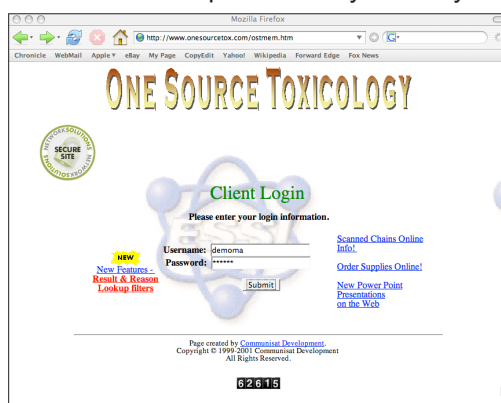 Mozilla Firefox
http://www.onesourcetox.com/ostmem.htm
G
Chronicle WebMail Apple eBay My Page CopyEdit Yahoo! Wikipedia Forward Edge Fox News
ONE SOURCE TOXICOLOGY
NETWORKSOLUTIONS
SECURE
SITE
NETWORKSOLUTIONS
ESSI
Client Login
Please enter your login information.
Username: demoma
Password: ******
Submit
NEW
New Features -
Result & Reason
Lookup filters
Scanned Chains Online
Info!
Order Supplies Online!
New Power Point
Presentations
on the Web
Page created by Communisat Development.
Copyright © 1999-2001 Communisat Development
All Rights Reserved.
62615